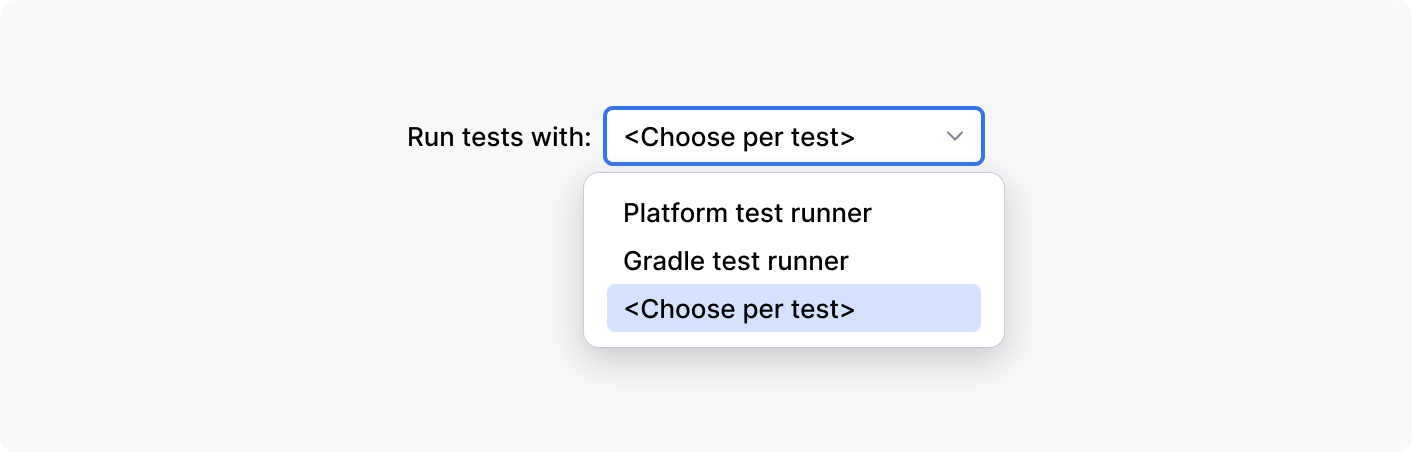 Run tests with: <Choose per test>
Platform test runner
Gradle test runner
<Choose per test>